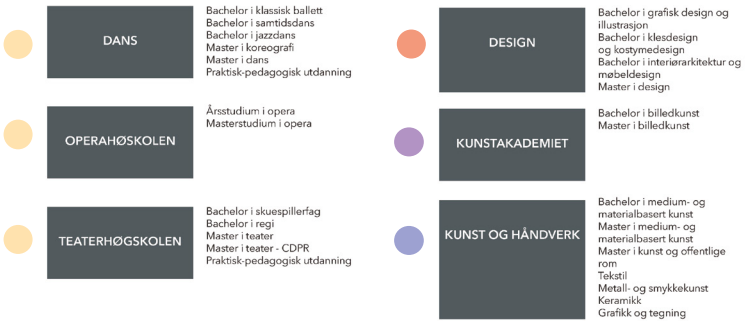 DANS
Bachelor i klassisk ballett
Bachelor i samtidsdans
Bachelor i jazzdans
Master i koreografi
Master i dans
Praktisk-pedagogisk utdanning
OPERAHØSKOLEN
Årsstudium i opera
Masterstudium i opera
TEATERHØGSKOLEN
Bachelor i skuespillerfag
Bachelor i regi
Master i teater
Master i teater - CDPR
Praktisk-pedagogisk utdanning
DESIGN
Bachelor i grafisk design og
illustrasjon
Bachelor i klesdesign
og kostymedesign
Bachelor i interiørarkitektur og
møbeldesign
Master i design
KUNSTAKADEMIET
Bachelor i billedkunst
Master i billedkunst
KUNST OG HÅNDVERK
Bachelor i medium- og
materialbasert kunst
Master i medium- og
materialbasert kunst
Master i kunst og offentlige
rom
Tekstil
Metall- og smykkekunst
Keramikk
Grafikk og tegning